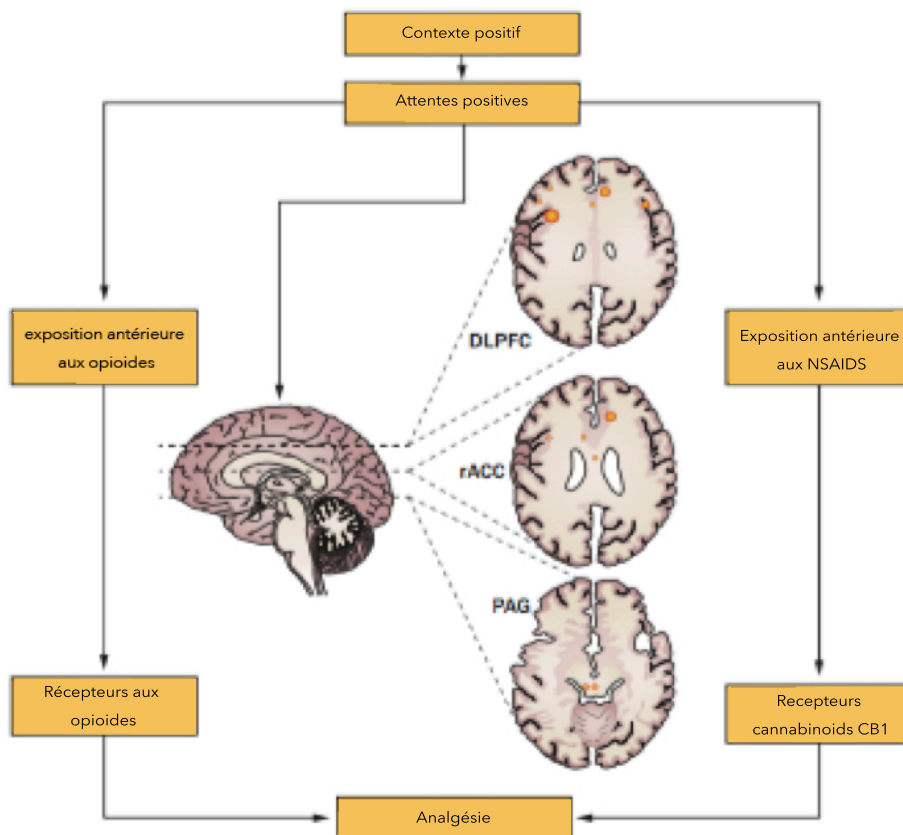 Contexte positif
Attentes positives
exposition antérieure
aux opioides
DLPFC
Exposition antérieure
aux NSAIDS
rACC
PAG
Récepteurs aux
opioides
Recepteurs
cannabinoids CB1
Analgésie